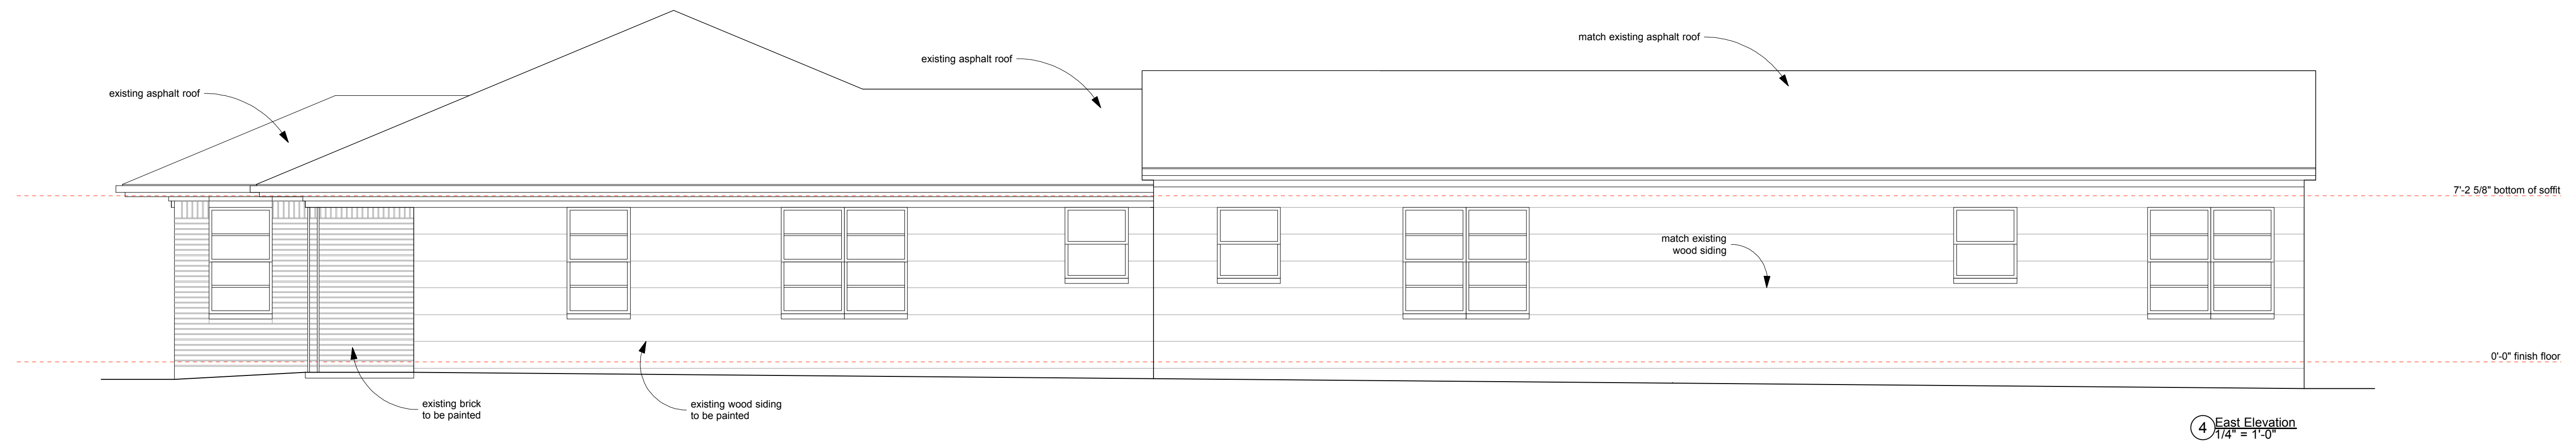 match existing asphalt roof
existing asphalt roof
existing asphalt roof
7'-2 5/8" bottom of soffit
match existing
wood siding
0'-0" finish floor
existing brick
to be painted
existing wood siding
to be painted
4 East Elevation
1/4" = 1'-0"